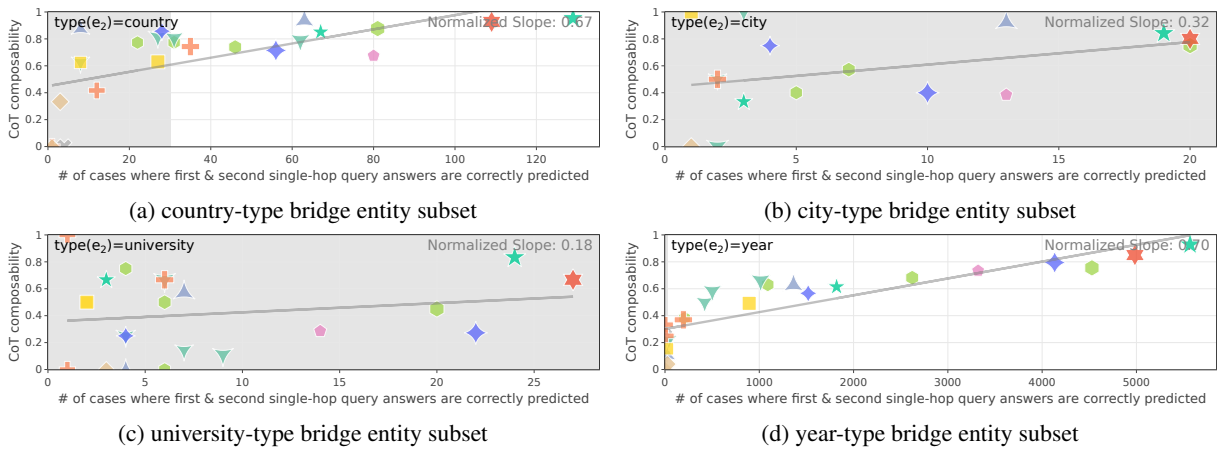 type(e₂)=country
Normalized Slope: 0.67
CoT composability
1
0.8
0.6
0.4
0.2
0
0 20 40 60 80 100 120
# of cases where first & second single-hop query answers are correctly predicted
(a) country-type bridge entity subset
type(e₂)=city
Normalized Slope: 0.32
CoT composability
1
0.8
0.6
0.4
0.2
0
0 5 10 15 20
# of cases where first & second single-hop query answers are correctly predicted
(b) city-type bridge entity subset
type(e₂)=university
Normalized Slope: 0.18
CoT composability
1
0.8
0.6
0.4
0.2
0
0 5 10 15 20 25
# of cases where first & second single-hop query answers are correctly predicted
(c) university-type bridge entity subset
type(e₂)=year
Normalized Slope: 0.70
CoT composability
1
0.8
0.6
0.4
0.2
0
0 1000 2000 3000 4000 5000
# of cases where first & second single-hop query answers are correctly predicted
(d) year-type bridge entity subset